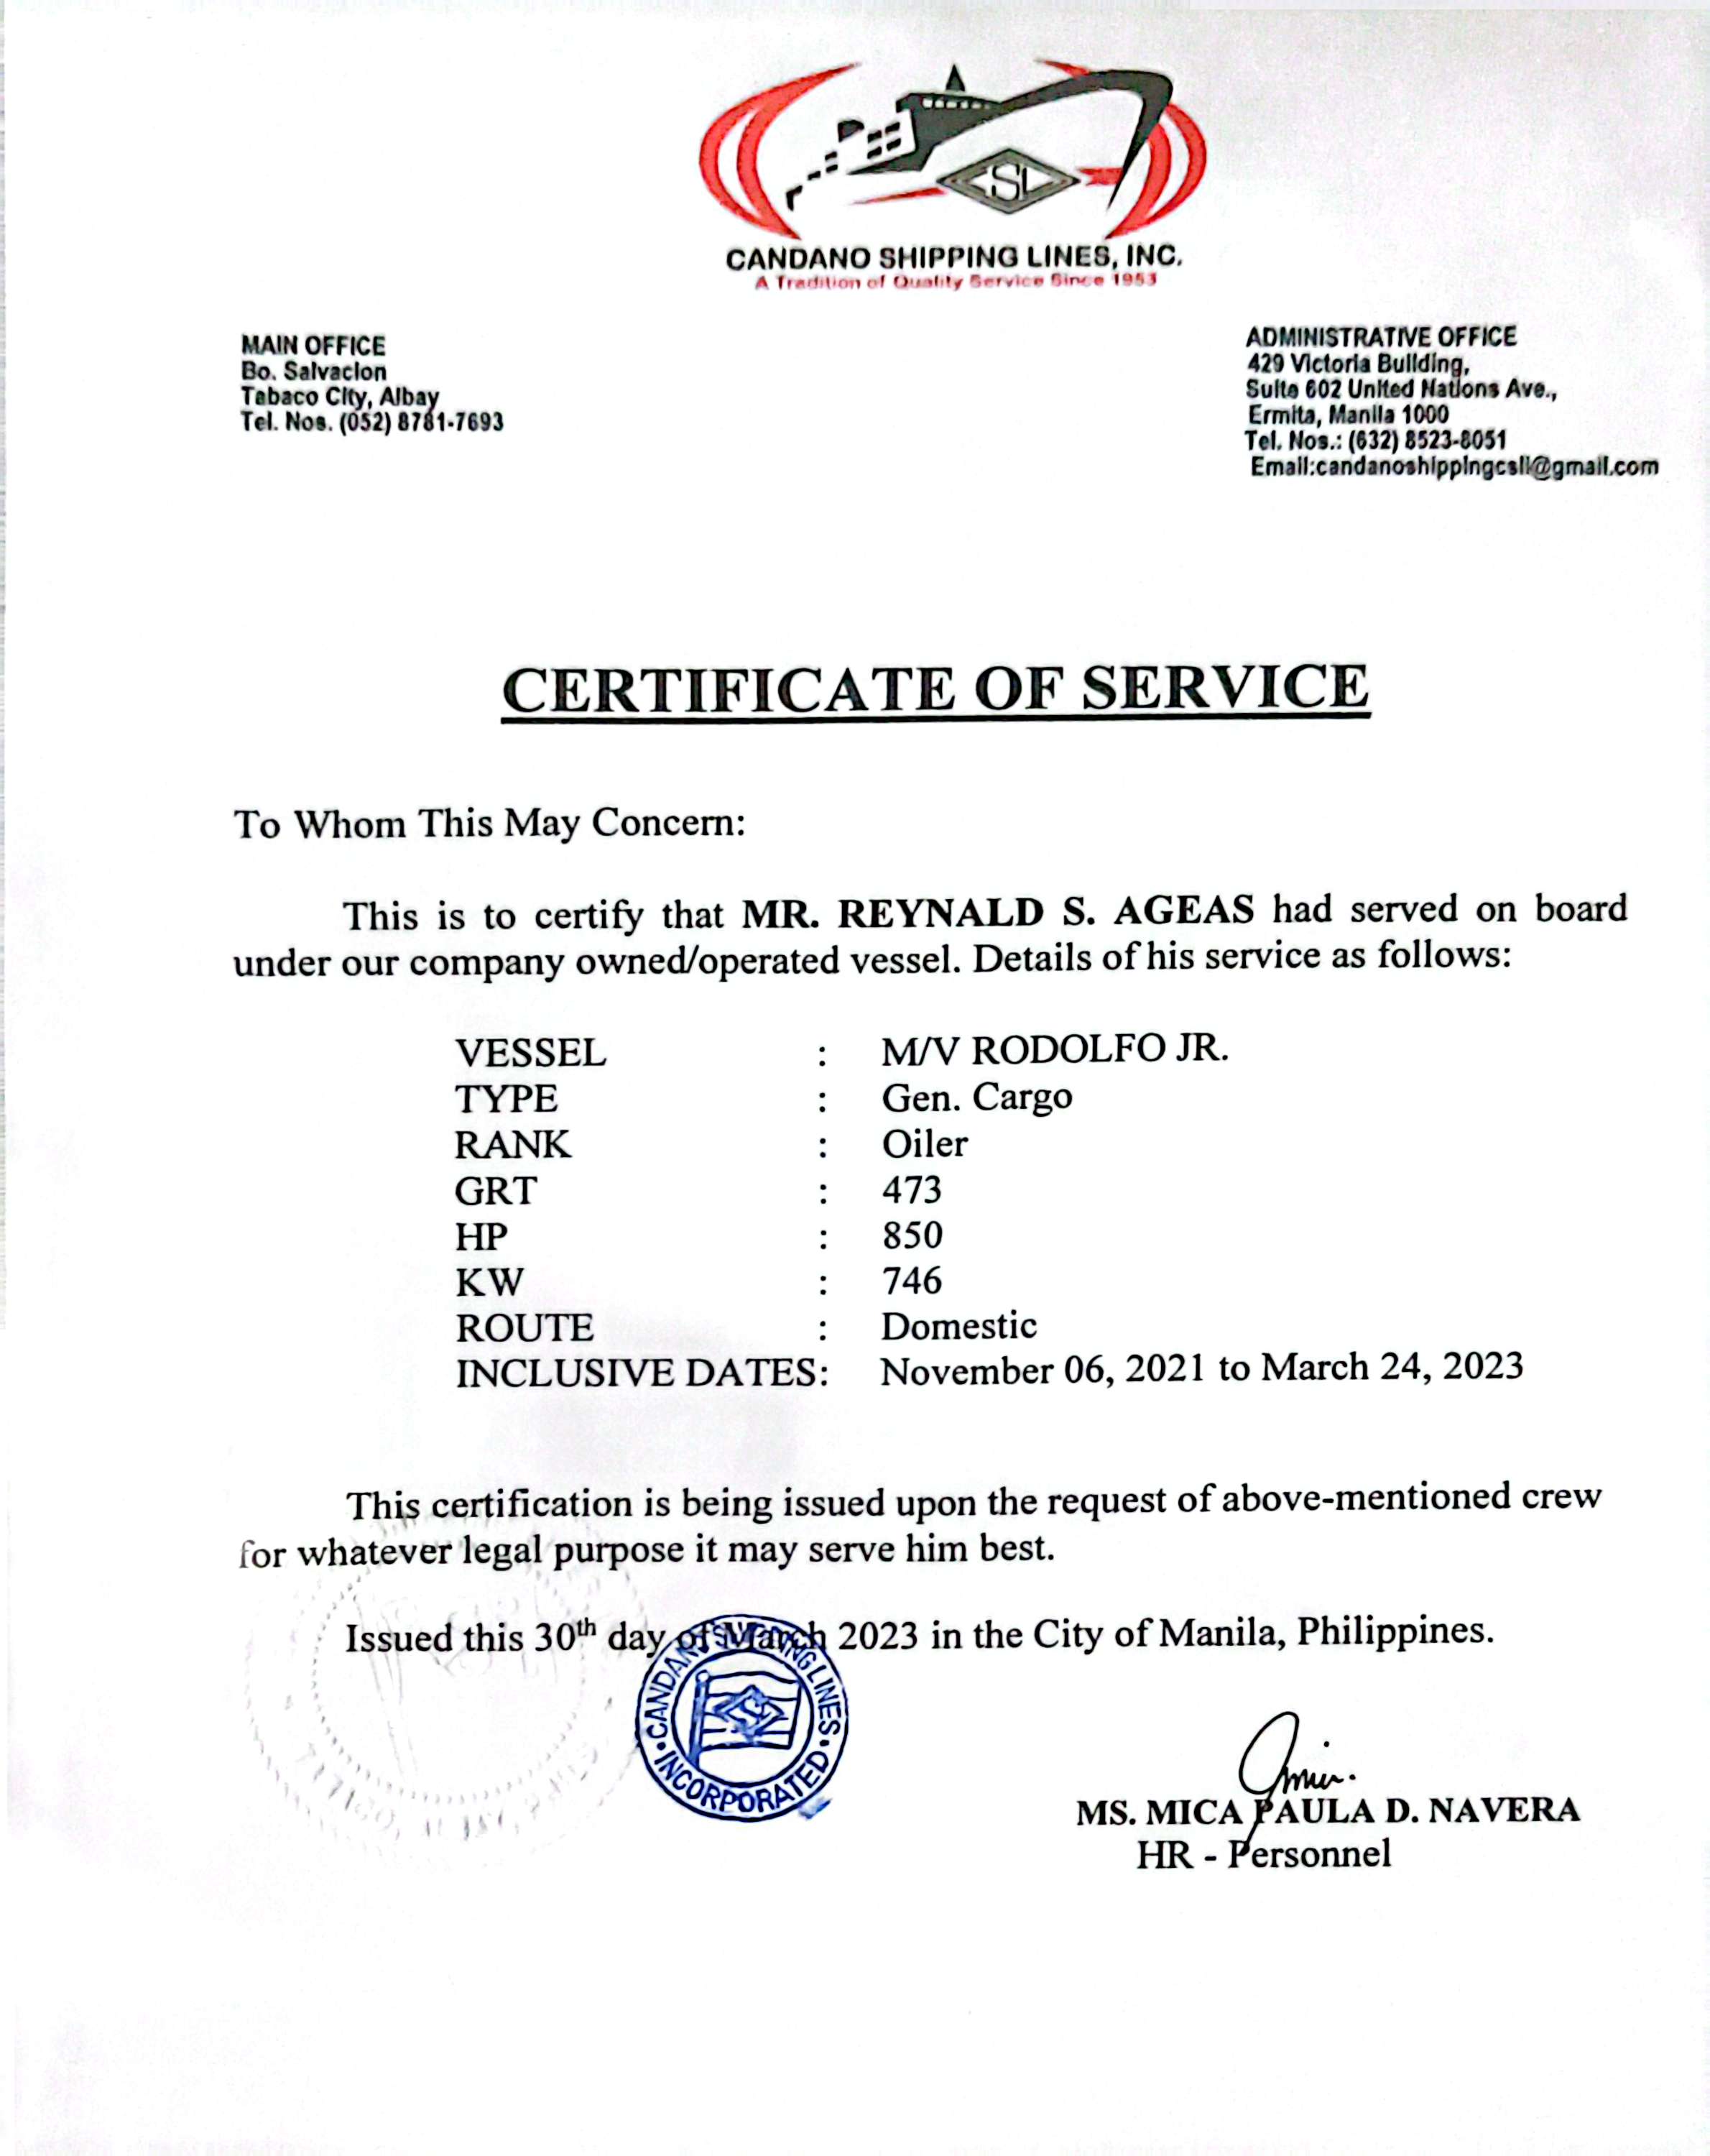 CSL
CANDANO SHIPPING LINES, INC.
A Tradition of Quality Service Since 1953
MAIN OFFICE
Bo. Salvacion
Tabaco City, Albay
Tel. Nos. (052) 8781-7693
ADMINISTRATIVE OFFICE
429 Victoria Building,
Suite 602 United Nations Ave.,
Ermita, Manila 1000
Tel. Nos.: (632) 8523-8051
Email:candanoshippingcsli@gmail.com
CERTIFICATE OF SERVICE
To Whom This May Concern:
This is to certify that MR. REYNALD S. AGEAS had served on board
under our company owned/operated vessel. Details of his service as follows:
VESSEL : M/V RODOLFO JR.
TYPE : Gen. Cargo
RANK : Oiler
GRT : 473
HP : 850
KW : 746
ROUTE : Domestic
INCLUSIVE DATES: November 06, 2021 to March 24, 2023
This certification is being issued upon the request of above-mentioned crew
for whatever legal purpose it may serve him best.
Issued this 30th day of March 2023 in the City of Manila, Philippines.
CANDANO SHIPPING LINES
INCORPORATED
MS. MICA PAULA D. NAVERA
HR - Personnel